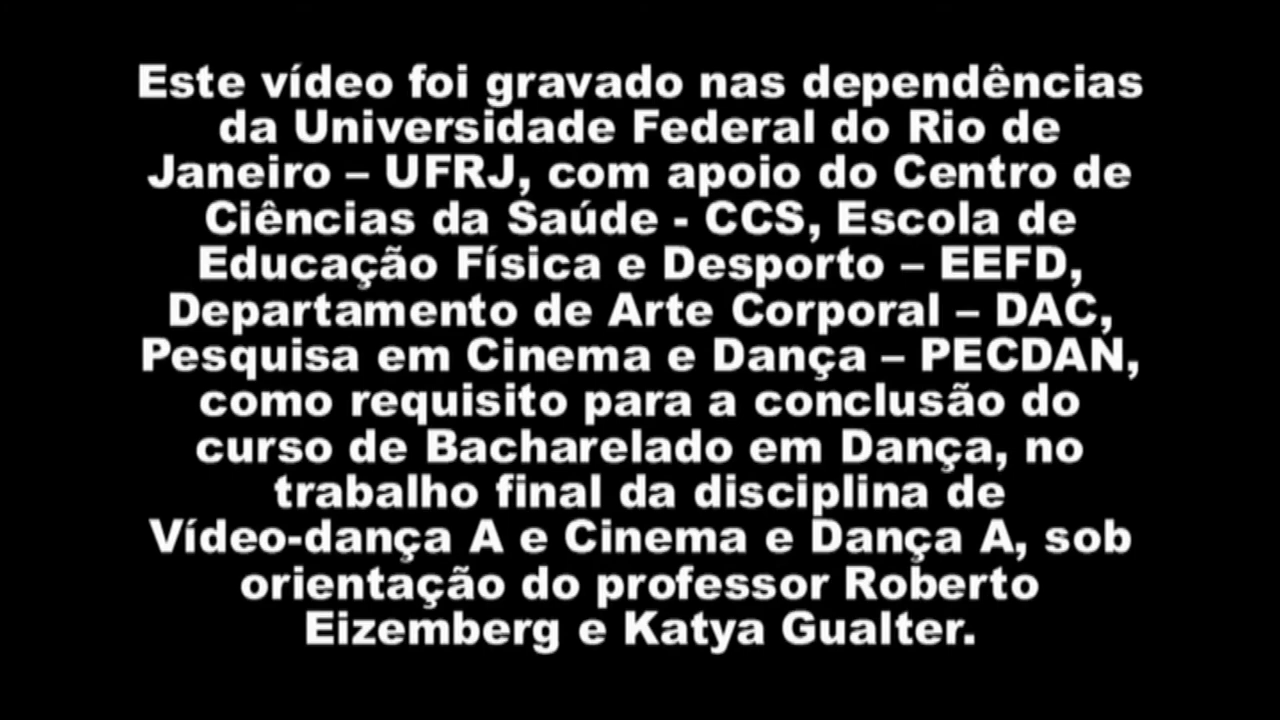 Este vídeo foi gravado nas dependências
da Universidade Federal do Rio de
Janeiro – UFRJ, com apoio do Centro de
Ciências da Saúde - CCS, Escola de
Educação Física e Desporto – EEFD,
Departamento de Arte Corporal – DAC,
Pesquisa em Cinema e Dança – PECDAN,
como requisito para a conclusão do
curso de Bacharelado em Dança, no
trabalho final da disciplina de
Vídeo-dança A e Cinema e Dança A, sob
orientação do professor Roberto
Eizemberg e Katya Gualter.